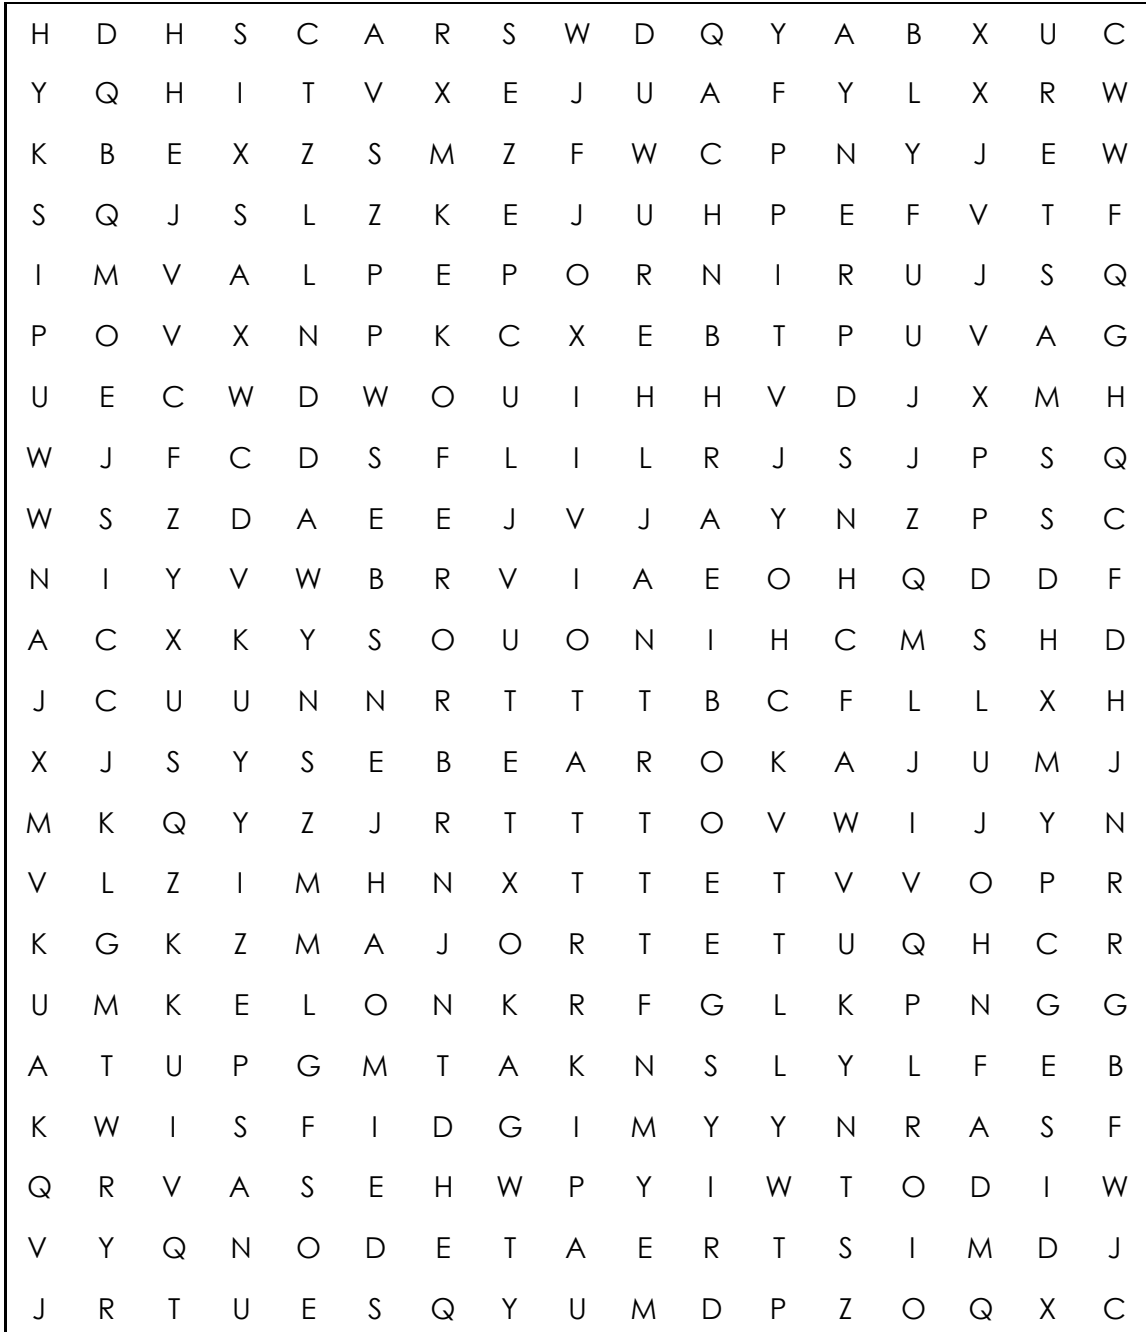 H D H S C A R S W D Q Y A B X U C
Y Q H I T V X E J U A F Y L X R W
K B E X Z S M Z F W C P N Y J E W
S Q J S L Z K E J U H P E F V T F
I M V A L P E P O R N I R U J S Q
P O V X N P K C X E B T P U V A G
U E C W D W O U I H H V D J X M H
W J F C D S F L I L R J S J P S Q
W S Z D A E E J V J A Y N Z P S C
N I Y V W B R V I A E O H Q D D F
A C X K Y S O U O N I H C M S H D
J C U U N N R T T T B C F L L X H
X J S Y S E B E A R O K A J U M J
M K Q Y Z J R T T T O V W I J Y N
V L Z I M H N X T T E T V V O P R
K G K Z M A J O R T E T U Q H C R
U M K E L O N K R F G L K P N G G
A T U P G M T A K N S L Y L F E B
K W I S F I D G I M Y Y N R A S F
Q R V A S E H W P Y I W T O D I W
V Y Q N O D E T A E R T S I M D J
J R T U E S Q Y U M D P Z O Q X C